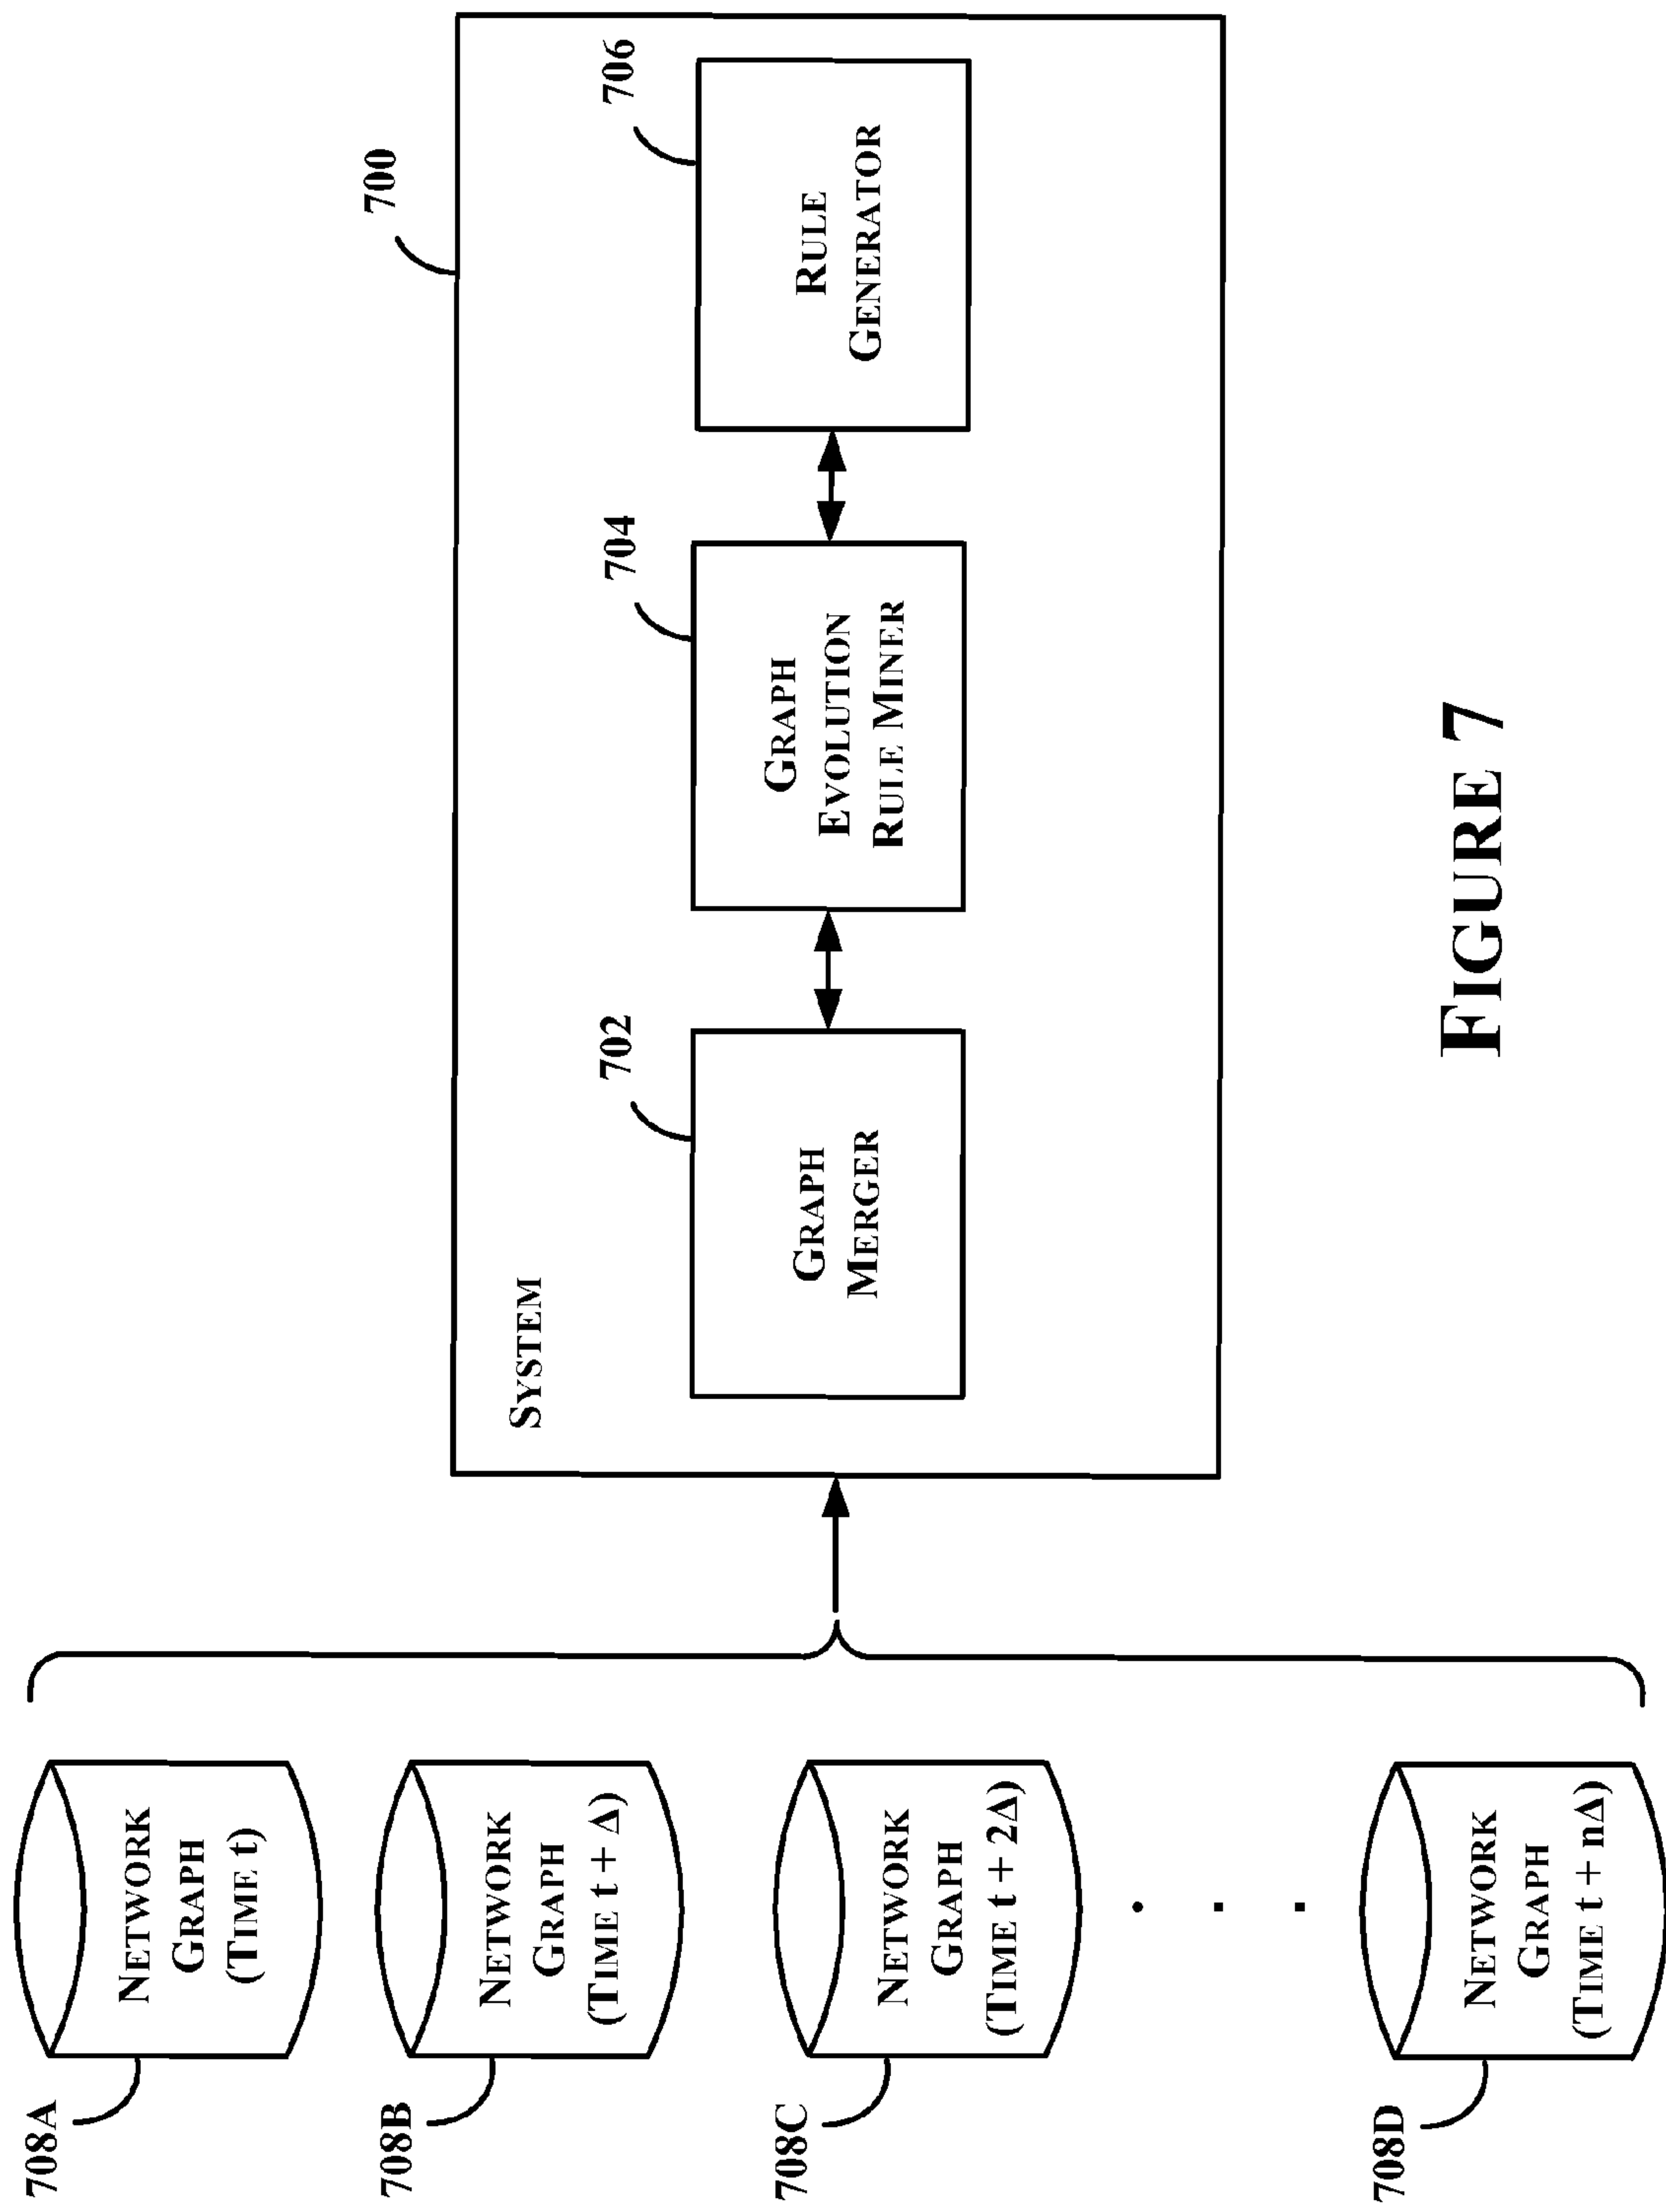 708A
NETWORK
GRAPH
(TIME t)
708B
NETWORK
GRAPH
(TIME t + Δ)
708C
NETWORK
GRAPH
(TIME t + 2Δ)
. . .
708D
NETWORK
GRAPH
(TIME t + nΔ)
700
SYSTEM
702
GRAPH
MERGER
704
GRAPH
EVOLUTION
RULE MINER
706
RULE
GENERATOR
FIGURE 7